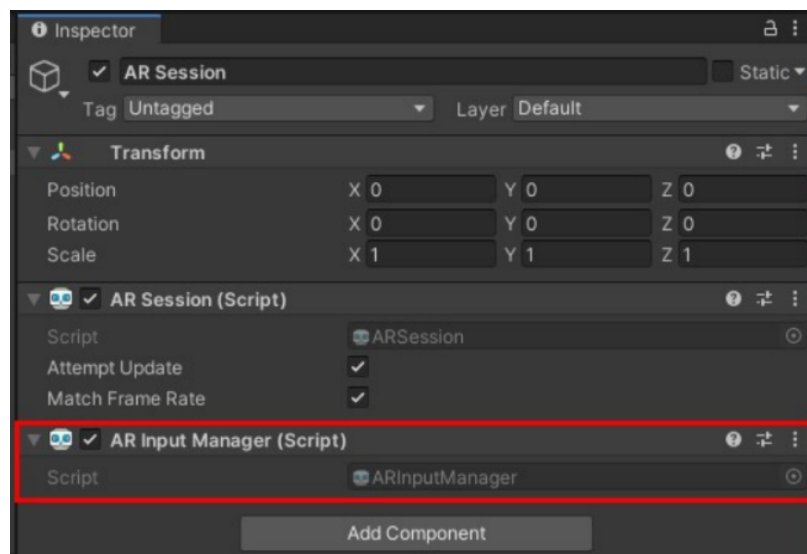 Inspector
AR Session Static
Tag Untagged Layer Default
Transform
Position X 0 Y 0 Z 0
Rotation X 0 Y 0 Z 0
Scale X 1 Y 1 Z 1
AR Session (Script)
Script ARSession
Attempt Update
Match Frame Rate
AR Input Manager (Script)
Script ARInputManager
Add Component